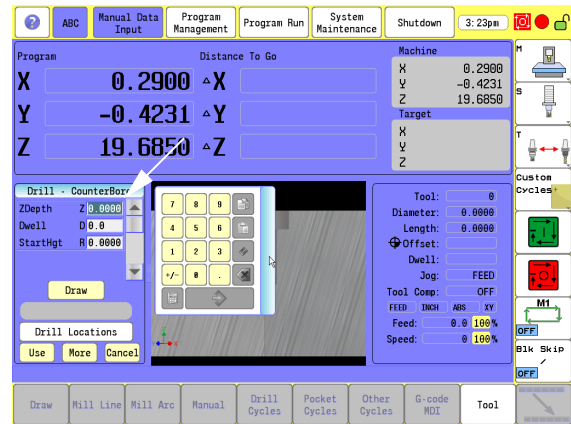 ?
ABC
Manual Data Input
Program Management
Program Run
System Maintenance
Shutdown
3:23pm
Program
Distance To Go
X 0.2900 X
Y -0.4231 Y
Z 19.6850 Z
Machine
X 0.2900
Y -0.4231
Z 19.6850
Target
X
Y
Z
M
S
T
Custom Cycles
Drill - CounterBore
ZDepth Z 0.0000
Dwell D 0.0
StartHgt R 0.0000
Draw
Drill Locations
Use More Cancel
7 8 9
4 5 6
1 2 3
+/- 0 .
Tool: 0
Diameter: 0.0000
Length: 0.0000
Offset:
Dwell:
Jog: FEED
Tool Comp: OFF
FEED INCH ABS XY
Feed: 0.0 100%
Speed: 0 100%
M1
OFF
Blk Skip
/
OFF
Draw
Mill Line
Mill Arc
Manual
Drill Cycles
Pocket Cycles
Other Cycles
G-code MDI
Tool